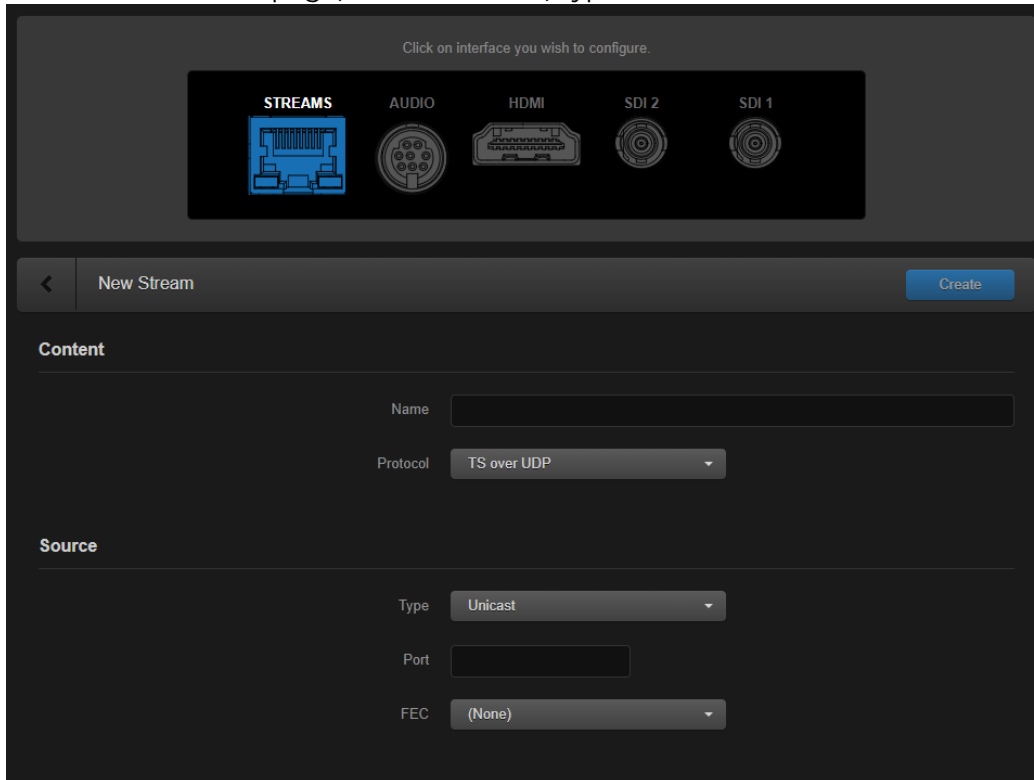 Click on interface you wish to configure.
STREAMS AUDIO HDMI SDI 2 SDI 1
New Stream Create
Content
Name
Protocol TS over UDP
Source
Type Unicast
Port
FEC (None)